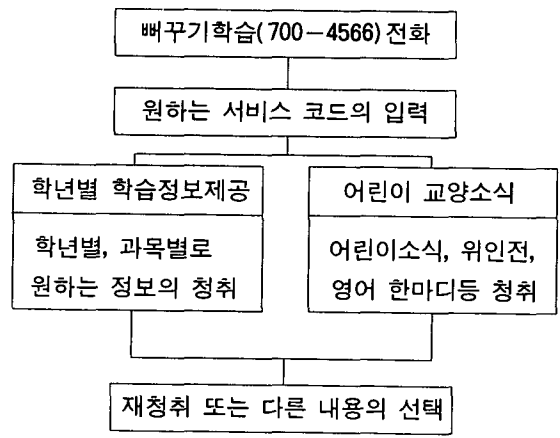 뻐꾸기학습(700-4566) 전화
원하는 서비스 코드의 입력
학년별 학습정보제공
학년별, 과목별로
원하는 정보의 청취
어린이 교양소식
어린이소식, 위인전,
영어 한마디등 청취
재청취 또는 다른 내용의 선택